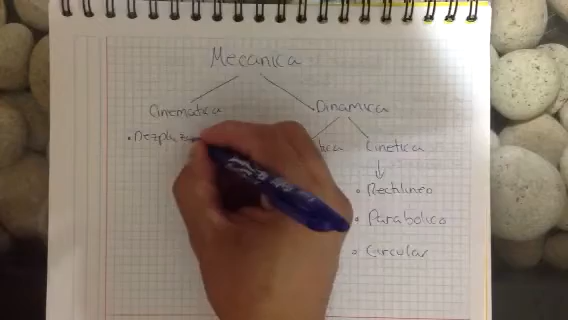 Mecanica
Cinematica Dinamica
Cinetica
• Rectilineo
• Parabolico
• Circular